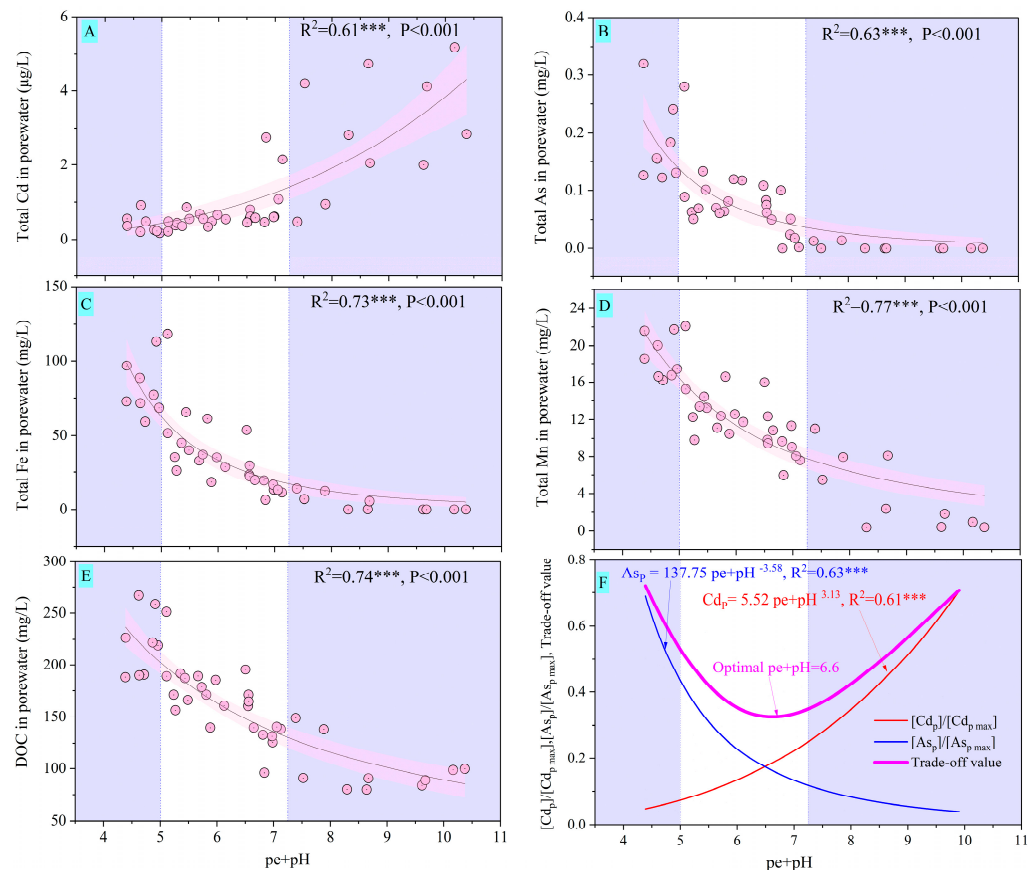 A
R²=0.61***, P<0.001
Total Cd in porewater (μg/L)
6
4
2
0
B
R²=0.63***, P<0.001
Total As in porewater (mg/L)
0.4
0.3
0.2
0.1
0.0
C
R²=0.73***, P<0.001
Total Fe in porewater (mg/L)
150
100
50
0
D
R²=0.77***, P<0.001
Total Mn in porewater (mg/L)
24
20
16
12
8
4
0
E
R²=0.74***, P<0.001
DOC in porewater (mg/L)
300
250
200
150
100
50
4 5 6 7 8 9 10 11
pe+pH
F
As_P = 137.75 pe+pH ^-3.58, R²=0.63***
Cd_P= 5.52 pe+pH ^3.13, R²=0.61***
Optimal pe+pH=6.6
[Cd_p]/[Cd_p max]
[As_p]/[As_p max]
Trade-off value
[Cd_p]/[Cd_p max],[As_p]/[As_p max]. Trade-off value
0.8
0.6
0.4
0.2
0.0
4 5 6 7 8 9 10 11
pe+pH